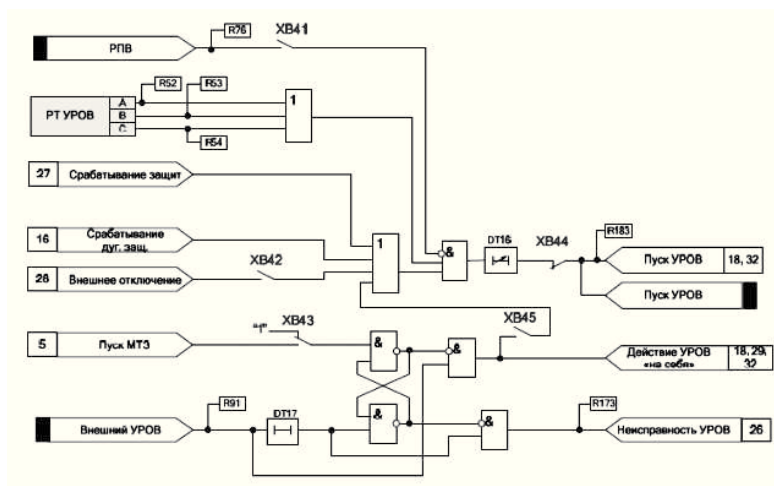 R76
XB41
РПВ
R52
R53
A
1
РТ УРОВ
B
C
R54
27
Срабатывание защит
16
Срабатывание
дуг. защ.
1
&
DT16
XB44
R183
Пуск УРОВ
18, 32
XB42
28
Внешнее отключение
Пуск УРОВ
XB43
XB45
5
Пуск МТЗ
&
&
Действие УРОВ
«на себя»
18, 29,
32
R91
DT17
&
&
R173
Внешний УРОВ
Неисправность УРОВ
26